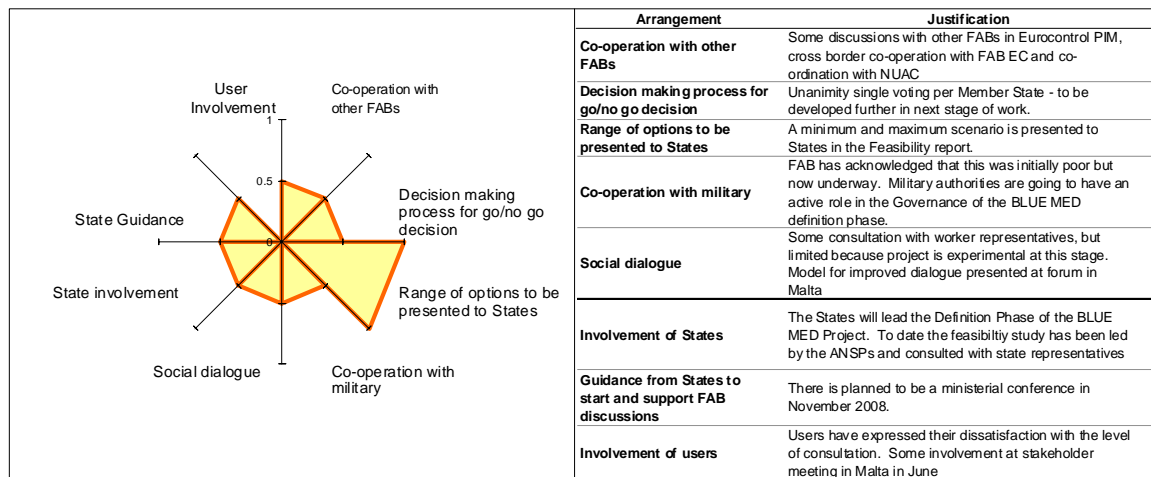 User
Involvement
Co-operation with
other FABs
1
0.5
0
Decision making
process for go/no go
decision
State Guidance
State involvement
Range of options to be
presented to States
Social dialogue
Co-operation with
military
Arrangement
Justification
Co-operation with other
FABs
Some discussions with other FABs in Eurocontrol PIM,
cross border co-operation with FAB EC and co-
ordination with NUAC
Decision making process for
go/no go decision
Unanimity single voting per Member State - to be
developed further in next stage of work.
Range of options to be
presented to States
A minimum and maximum scenario is presented to
States in the Feasibility report.
Co-operation with military
FAB has acknowledged that this was initially poor but
now underway. Military authorities are going to have an
active role in the Governance of the BLUE MED
definition phase.
Social dialogue
Some consultation with worker representatives, but
limited because project is experimental at this stage.
Model for improved dialogue presented at forum in
Malta
Involvement of States
The States will lead the Definition Phase of the BLUE
MED Project. To date the feasibiltiy study has been led
by the ANSPs and consulted with state representatives
Guidance from States to
start and support FAB
discussions
There is planned to be a ministerial conference in
November 2008.
Involvement of users
Users have expressed their dissatisfaction with the level
of consultation. Some involvement at stakeholder
meeting in Malta in June